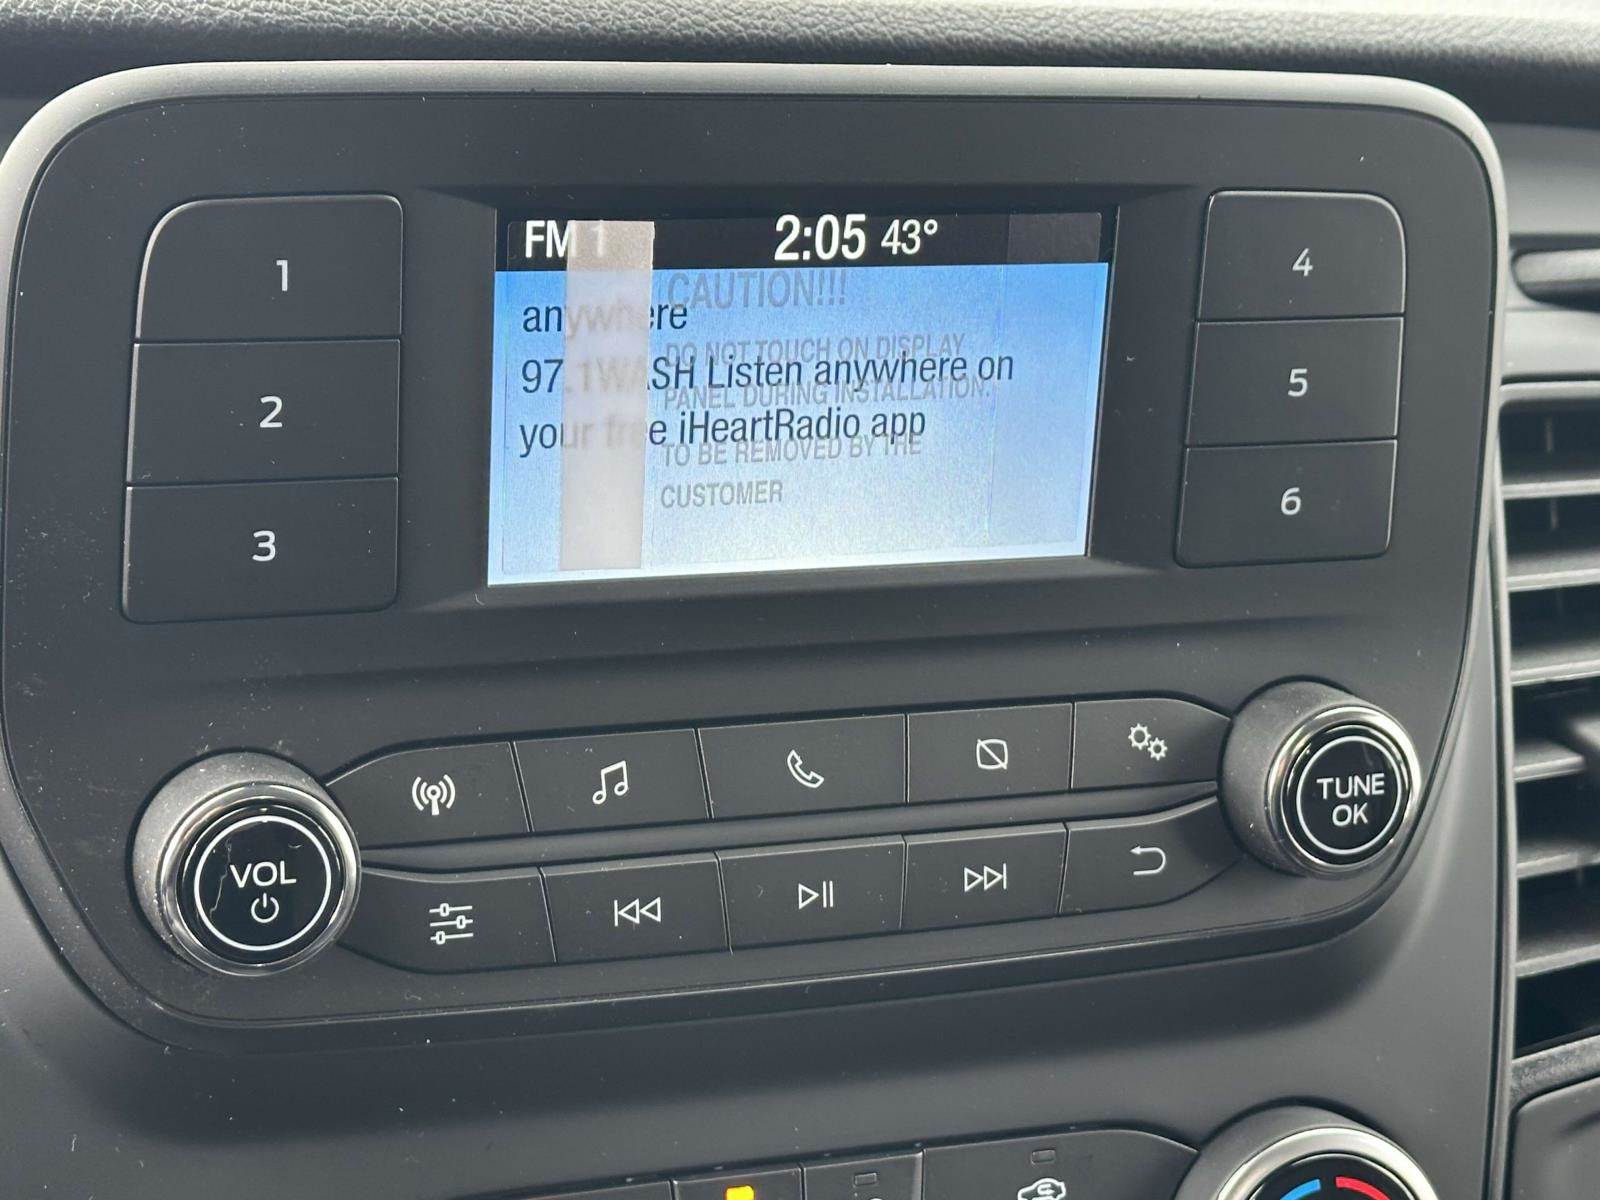 FM 1 2:05 43°
anywhere
97.1WASH Listen anywhere on
your free iHeartRadio app
CAUTION!!!
DO NOT TOUCH ON DISPLAY
PANEL DURING INSTALLATION.
TO BE REMOVED BY THE
CUSTOMER
1
2
3
4
5
6
VOL
TUNE
OK